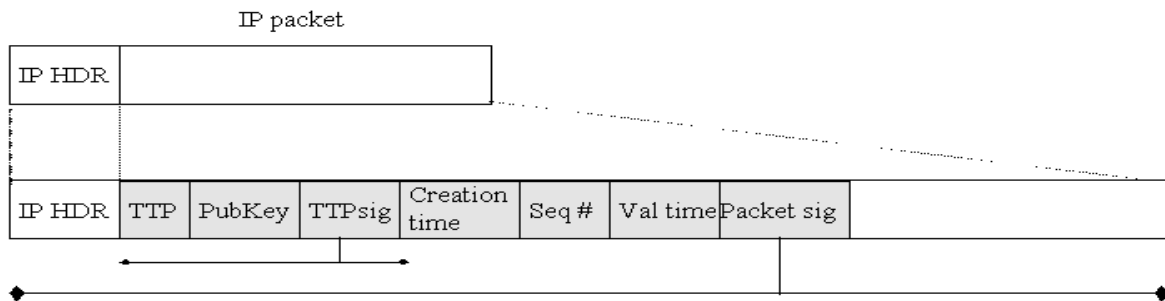 IP packet
IP HDR
IP HDR TTP PubKey TTPsig Creation time Seq # Val time Packet sig